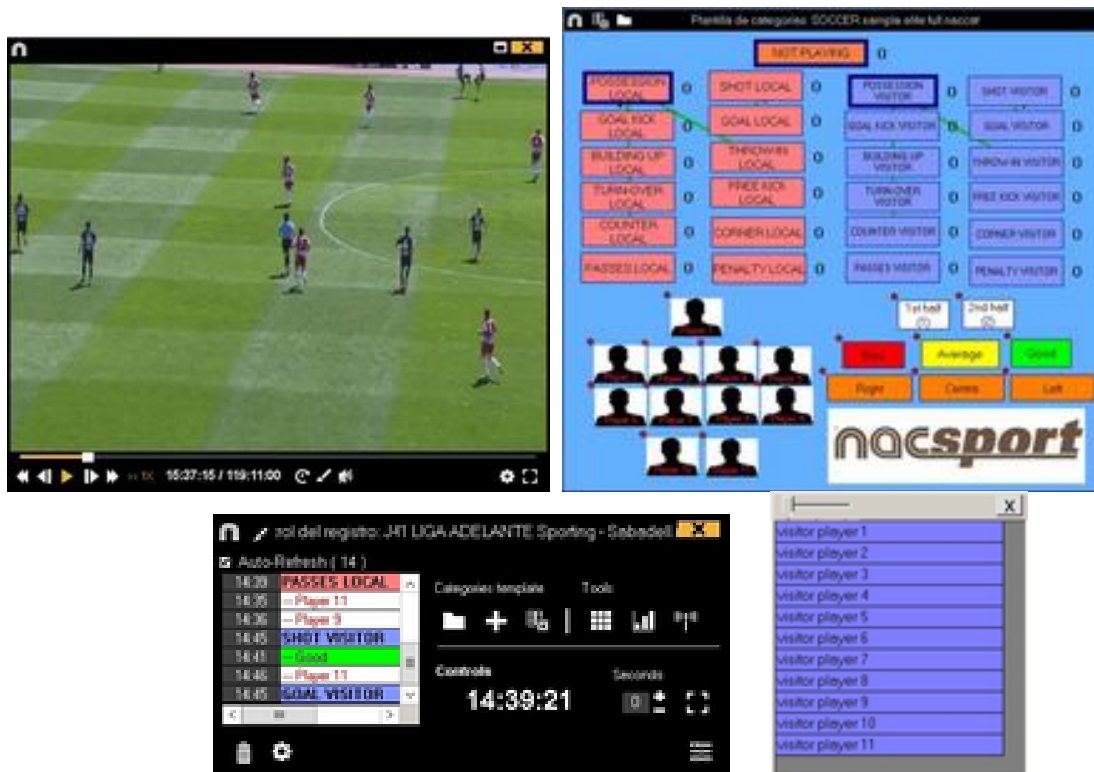 1X 15:37:15 / 119:11:00
Plantilla de categories: SOCCER sample elite full naccar
NOT PLAYING 0
POSSESSION LOCAL 0
SHOT LOCAL 0
POSSESSION VISITOR 0
SHOT VISITOR 0
GOAL KICK LOCAL 0
GOAL LOCAL 0
GOAL KICK VISITOR 0
GOAL VISITOR 0
BUILDING UP LOCAL 0
THROW-IN LOCAL 0
BUILDING UP VISITOR 0
THROW-IN VISITOR 0
TURN-OVER LOCAL 0
FREE KICK LOCAL 0
TURN-OVER VISITOR 0
FREE KICK VISITOR 0
COUNTER LOCAL 0
CORNER LOCAL 0
COUNTER VISITOR 0
CORNER VISITOR 0
PASSES LOCAL 0
PENALTY LOCAL 0
PASSES VISITOR 0
PENALTY VISITOR 0
1st half
2nd half
Average
Good
Right
Centre
Left
nacsport
rol del registro: J41 LIGA ADELANTE Sporting - Sabadell
Auto-Refresh ( 14 )
14:39 PASSES LOCAL
14:35 -- Player 11
14:36 -- Player 9
14:45 SHOT VISITOR
14:41 -- Good
14:46 -- Player 11
14:45 GOAL VISITOR
Categories template
Tools
Controls
Seconds
14:39:21
0
X
visitor player 1
visitor player 2
visitor player 3
visitor player 4
visitor player 5
visitor player 6
visitor player 7
visitor player 8
visitor player 9
visitor player 10
visitor player 11